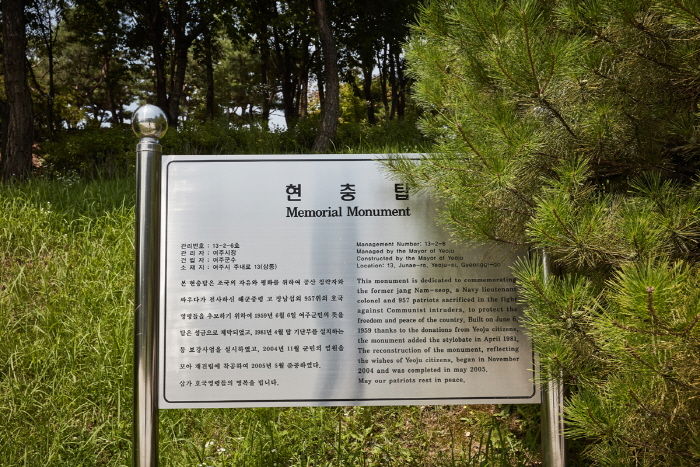 현 충 탑
Memorial Monument
관리번호 : 13-2-6호
관 리 자 : 여주시장
건 립 자 : 여주군수
소 재 지 : 여주시 주내로 13(상동)
본 현충탑은 조국의 자유와 평화를 위하여 공산 침략자와
싸우다가 전사하신 해군중령 고 장남섭외 957위의 호국
영령들을 추모하기 위하여 1959년 6월 6일 여주군민의 뜻을
담은 성금으로 제막되었고, 1981년 4월 탑 기단부를 설치하는
등 보강사업을 실시하였고, 2004년 11월 군민의 염원을
모아 재건립에 착공하여 2005년 5월 준공하였다.
삼가 호국영령들의 명복을 빕니다.
Management Number: 13-2-6
Managed by the Mayor of Yeoju
Constructed by the Mayor of Yeoju
Location: 13, Junae-ro, Yeoju-si, Gyeonggi-do
This monument is dedicated to commemorating
the former jang Nam-seop, a Navy lieutenant
colonel and 957 patriots sacrificed in the fight
against Communist intruders, to protect the
freedom and peace of the country. Built on June 6,
1959 thanks to the donations from Yeoju citizens,
the monument added the stylobate in April 1981.
The reconstruction of the monument, reflecting
the wishes of Yeoju citizens, began in November
2004 and was completed in may 2005.
May our patriots rest in peace.